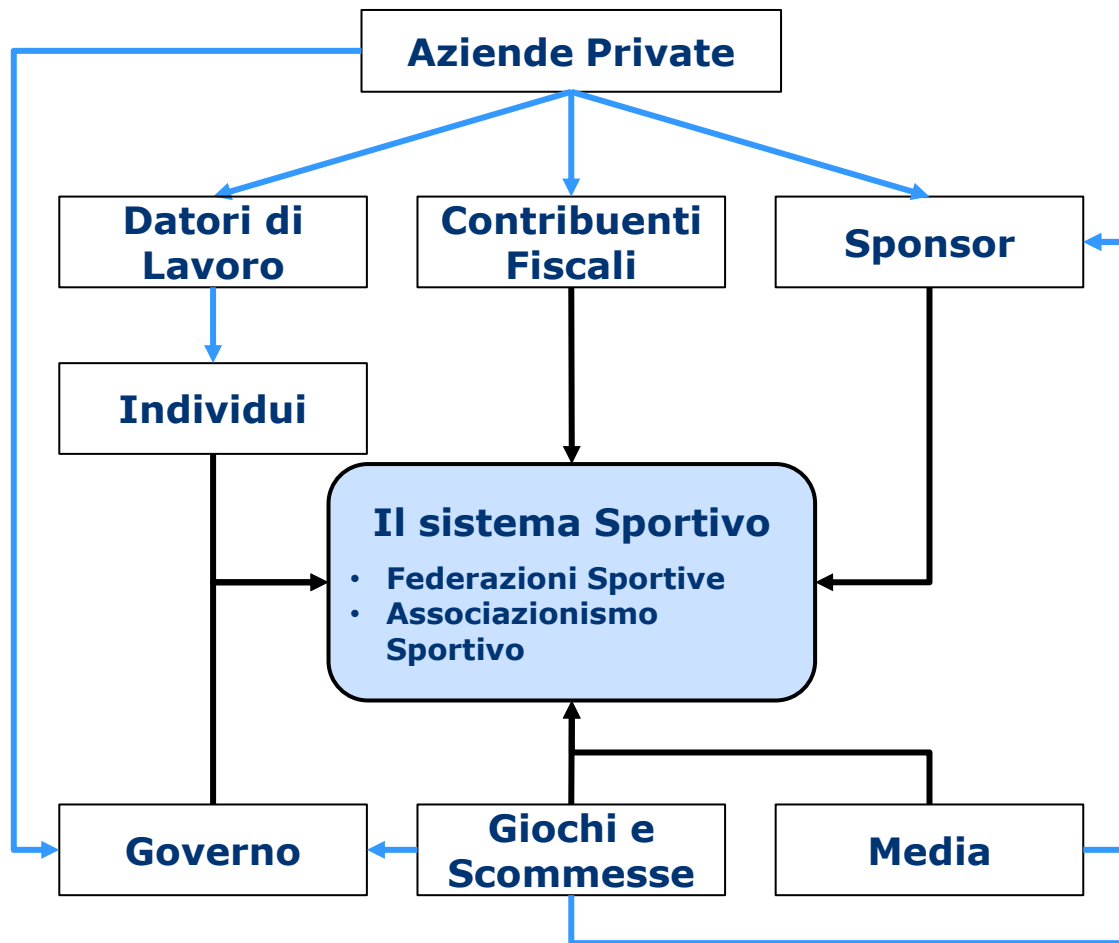 Aziende Private
Datori di
Lavoro
Contribuenti
Fiscali
Sponsor
Individui
Il sistema Sportivo
• Federazioni Sportive
• Associazionismo
Sportivo
Governo
Giochi e
Scommesse
Media